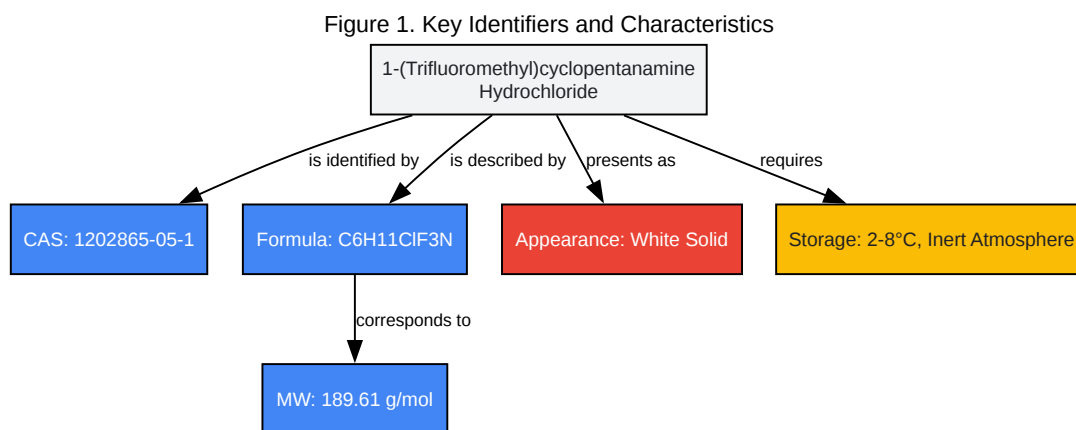 Figure 1. Key Identifiers and Characteristics
1-(Trifluoromethyl)cyclopentanamine
Hydrochloride
is identified by
is described by
presents as
requires
CAS: 1202865-05-1
Formula: C6H11ClF3N
Appearance: White Solid
Storage: 2-8°C, Inert Atmosphere
corresponds to
MW: 189.61 g/mol